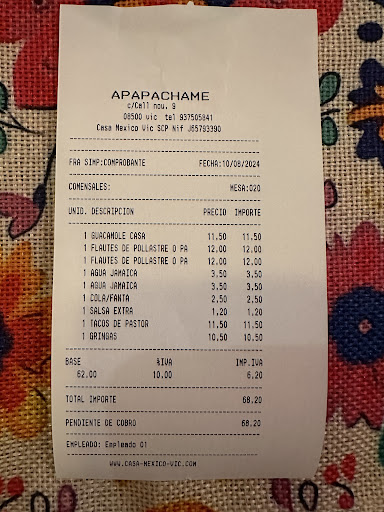 APAPACHAME
c/Call nou. 9
08500 vic tel 937505841
Casa Mexico Vic SCP Nif J65783390
FRA SIMP:COMPROBANTE FECHA:10/08/2024
COMENSALES: MESA:020
UNID. DESCRIPCION PRECIO IMPORTE
1 GUACAMOLE CASA 11.50 11.50
1 FLAUTES DE POLLASTRE O PA 12.00 12.00
1 FLAUTES DE POLLASTRE O PA 12.00 12.00
1 AGUA JAMAICA 3,50 3,50
1 AGUA JAMAICA 3,50 3,50
1 COLA/FANTA 2,50 2,50
1 SALSA EXTRA 1,20 1,20
1 TACOS DE PASTOR 11,50 11,50
1 GRINGAS 10,50 10,50
BASE %IVA IMP.IVA
62.00 10.00 6,20
TOTAL IMPORTE 68,20
PENDIENTE DE COBRO 68,20
EMPLEADO: Empleado 01
WWW.CASA-MEXICO-VIC.COM